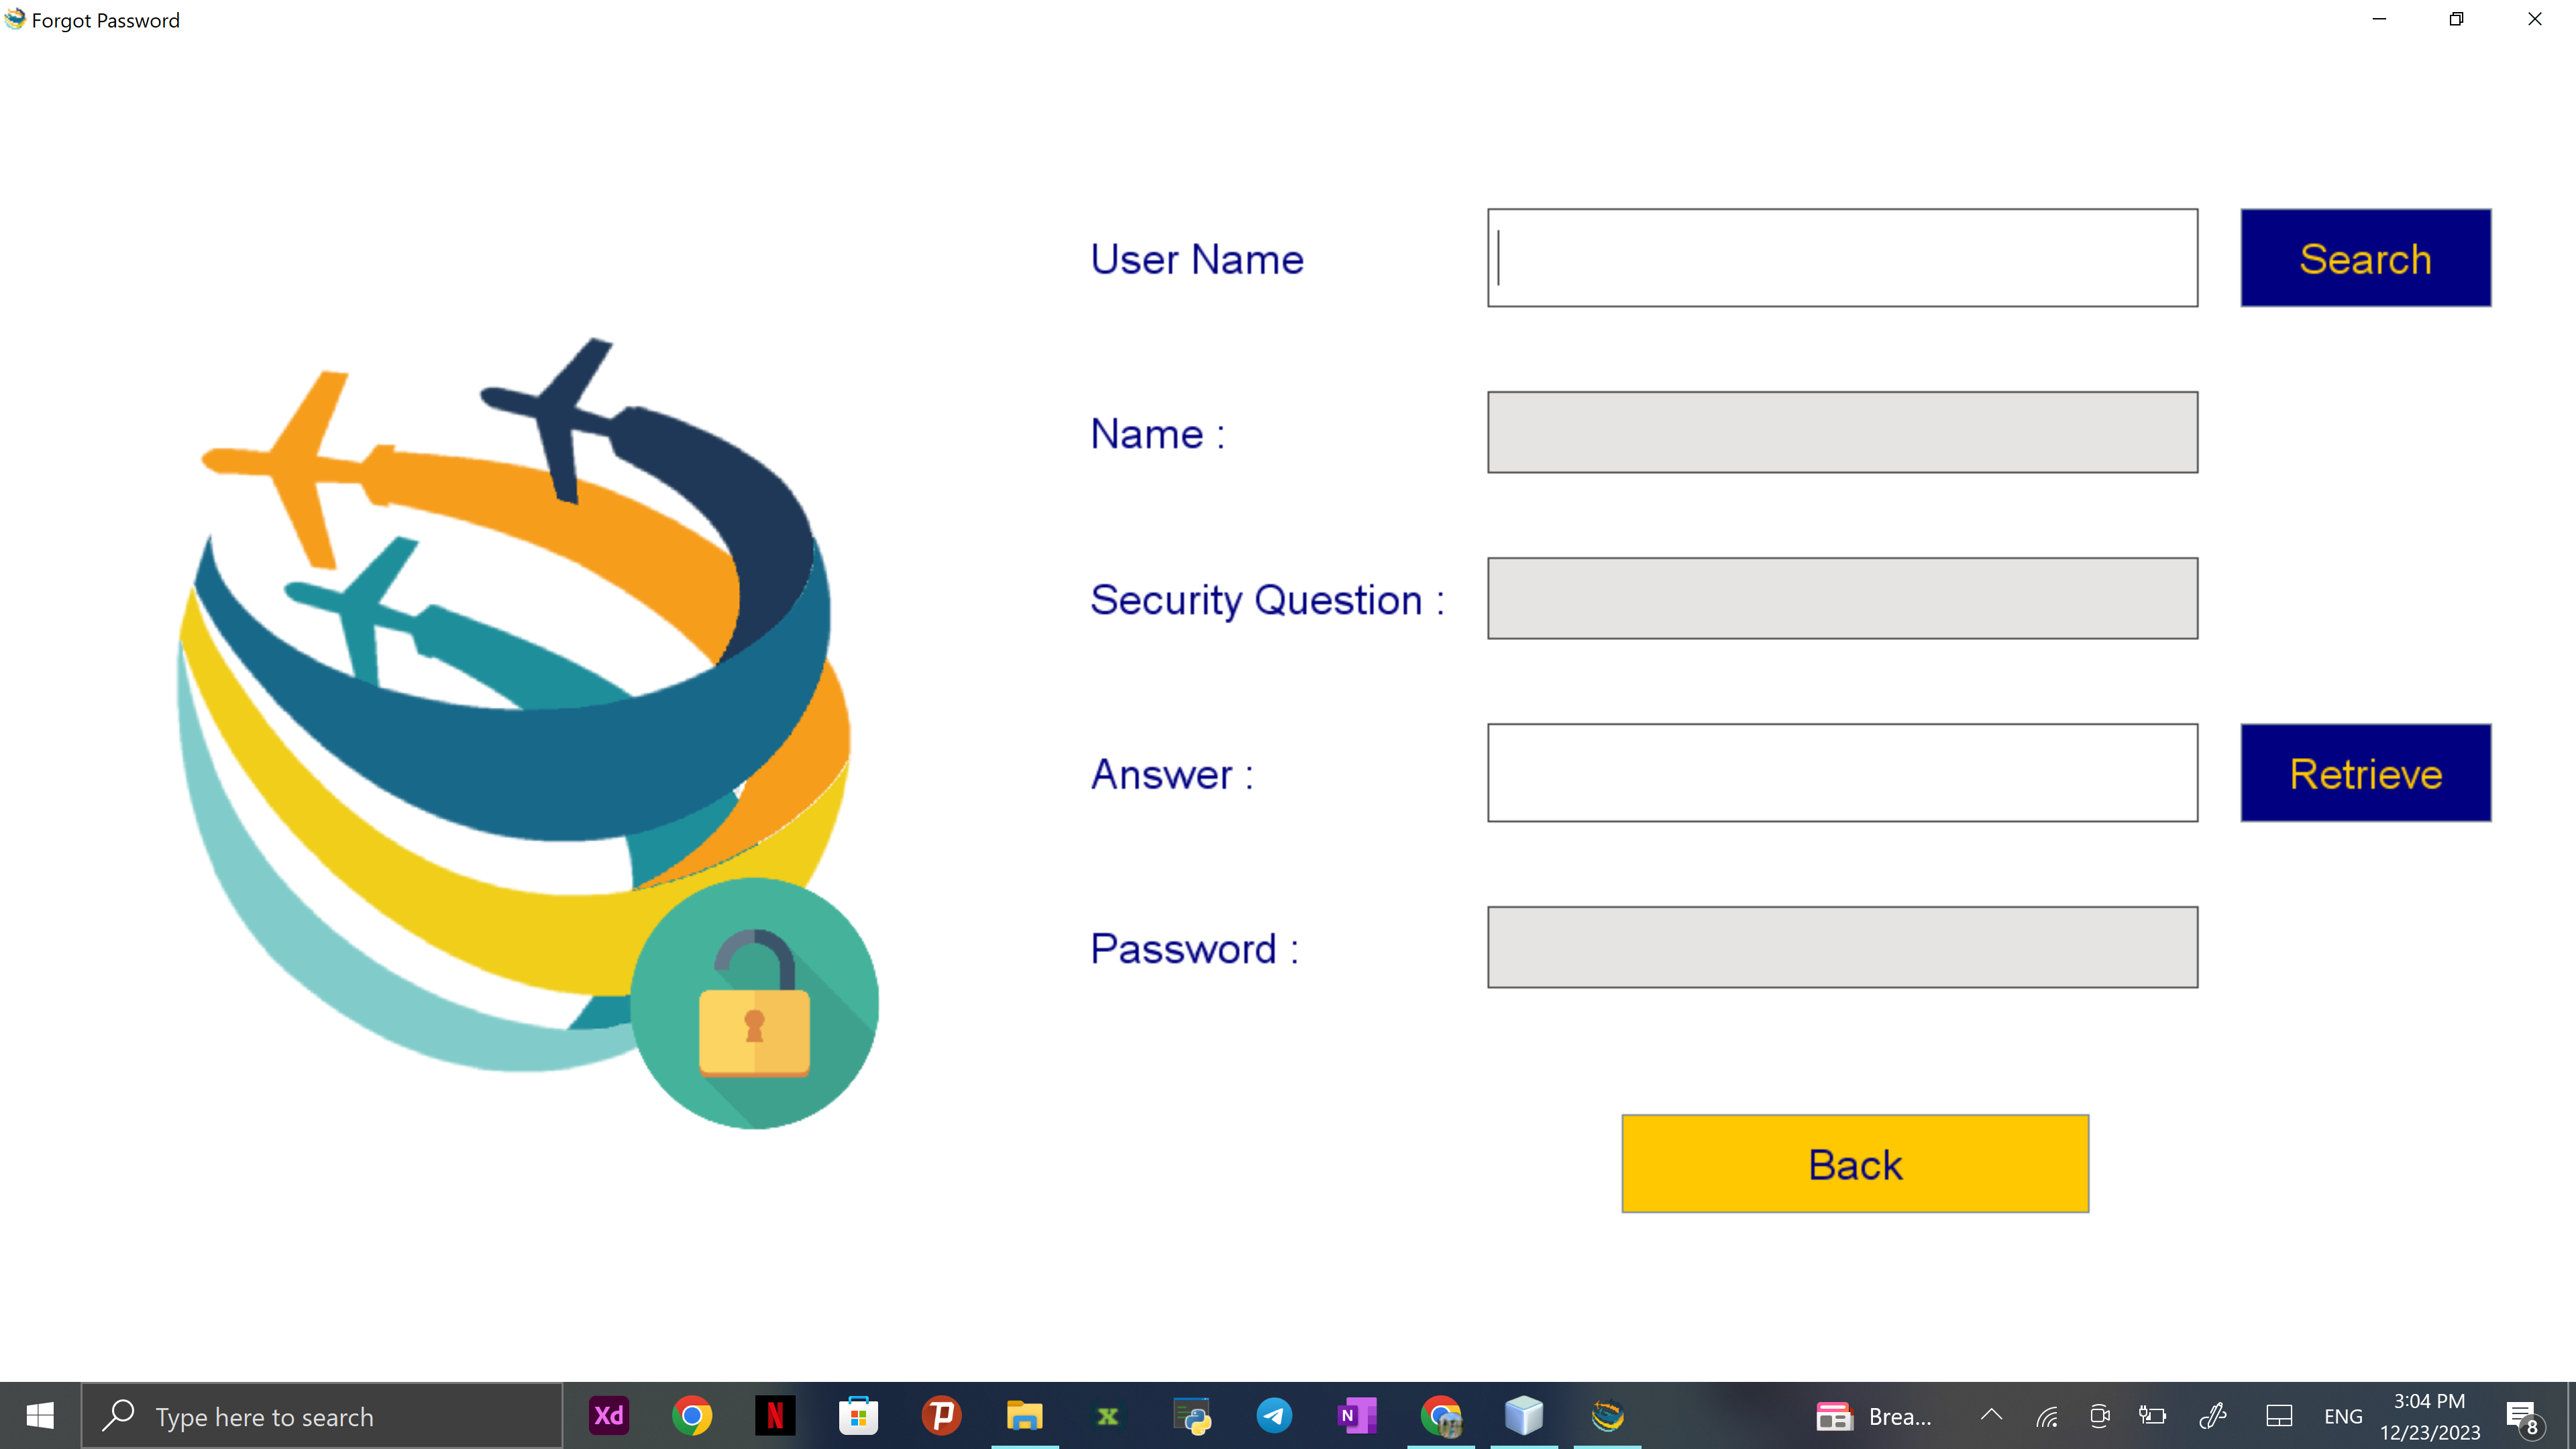 Forgot Password
User Name
Search
Name :
Security Question :
Answer :
Retrieve
Password :
Back
Type here to search
Xd
N
P
X
N
Brea...
ENG
3:04 PM
12/23/2023
8